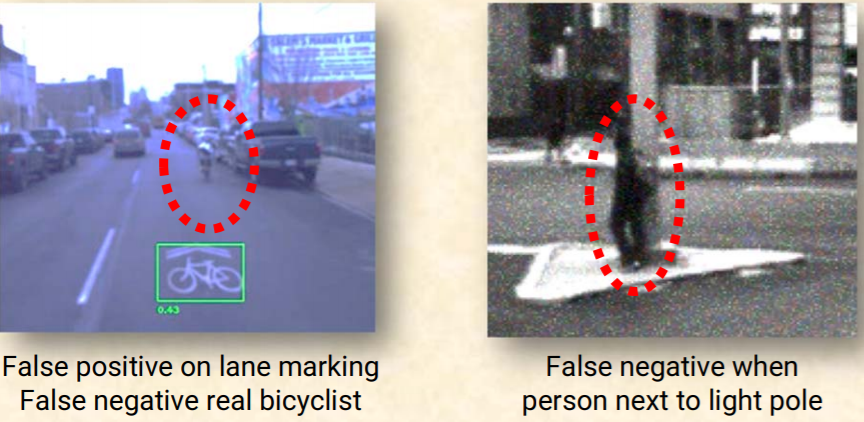 0.43
False positive on lane marking
False negative real bicyclist
False negative when
person next to light pole